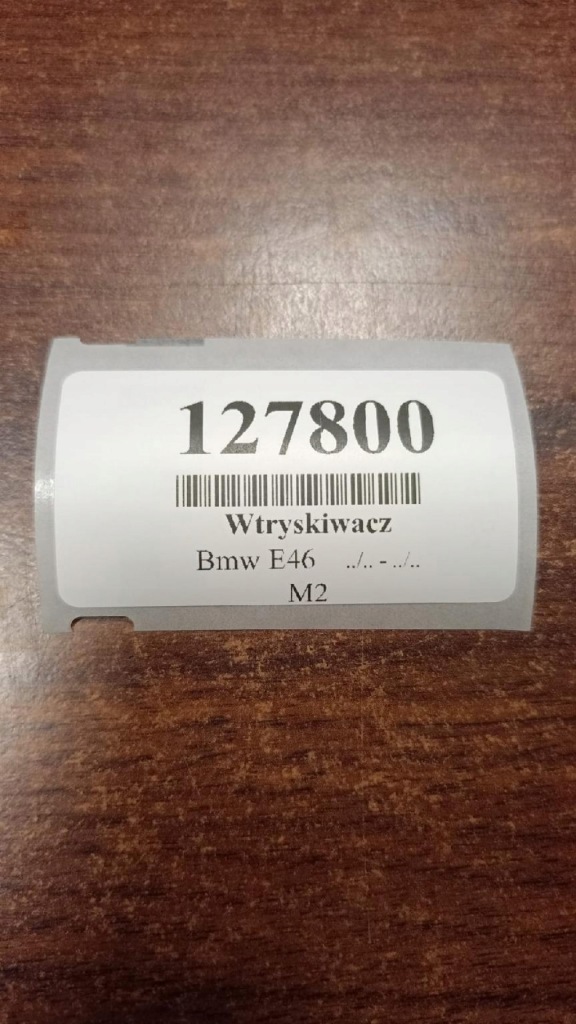 127800
Wtryskiwacz
Bmw E46 ../.. - ../..
M2